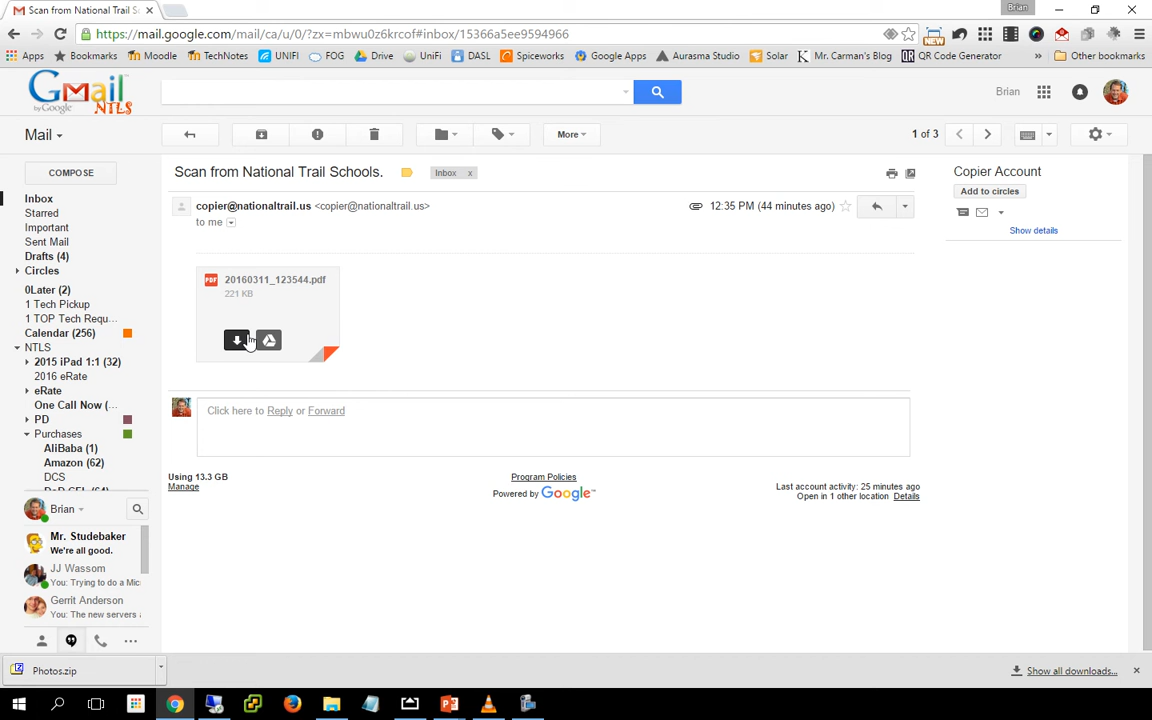 Scan from National Trail S
Brian
https://mail.google.com/mail/ca/u/0/?zx=mbwu0z6krcof#inbox/15366a5ee9594966
Apps Bookmarks Moodle TechNotes UNIFI FOG Drive UniFi DASL Spiceworks Google Apps Aurasma Studio Solar Mr. Carman's Blog QR Code Generator » Other bookmarks
NEW
Gmail
by Google
NTLS
Brian
Mail
More
1 of 3
COMPOSE
Scan from National Trail Schools.
Inbox x
Copier Account
Add to circles
Show details
copier@nationaltrail.us <copier@nationaltrail.us>
12:35 PM (44 minutes ago)
to me
PDF 20160311_123544.pdf
221 KB
Click here to Reply or Forward
Using 13.3 GB
Manage
Program Policies
Powered by Google™
Last account activity: 25 minutes ago
Open in 1 other location Details
Inbox
Starred
Important
Sent Mail
Drafts (4)
Circles
0Later (2)
1 Tech Pickup
1 TOP Tech Requ...
Calendar (256)
NTLS
2015 iPad 1:1 (32)
2016 eRate
eRate
One Call Now (...
PD
Purchases
AliBaba (1)
Amazon (62)
DCS
Brian
Mr. Studebaker
We're all good.
JJ Wassom
You: Trying to do a Mic
Gerrit Anderson
You: The new servers a
Photos.zip
Show all downloads...